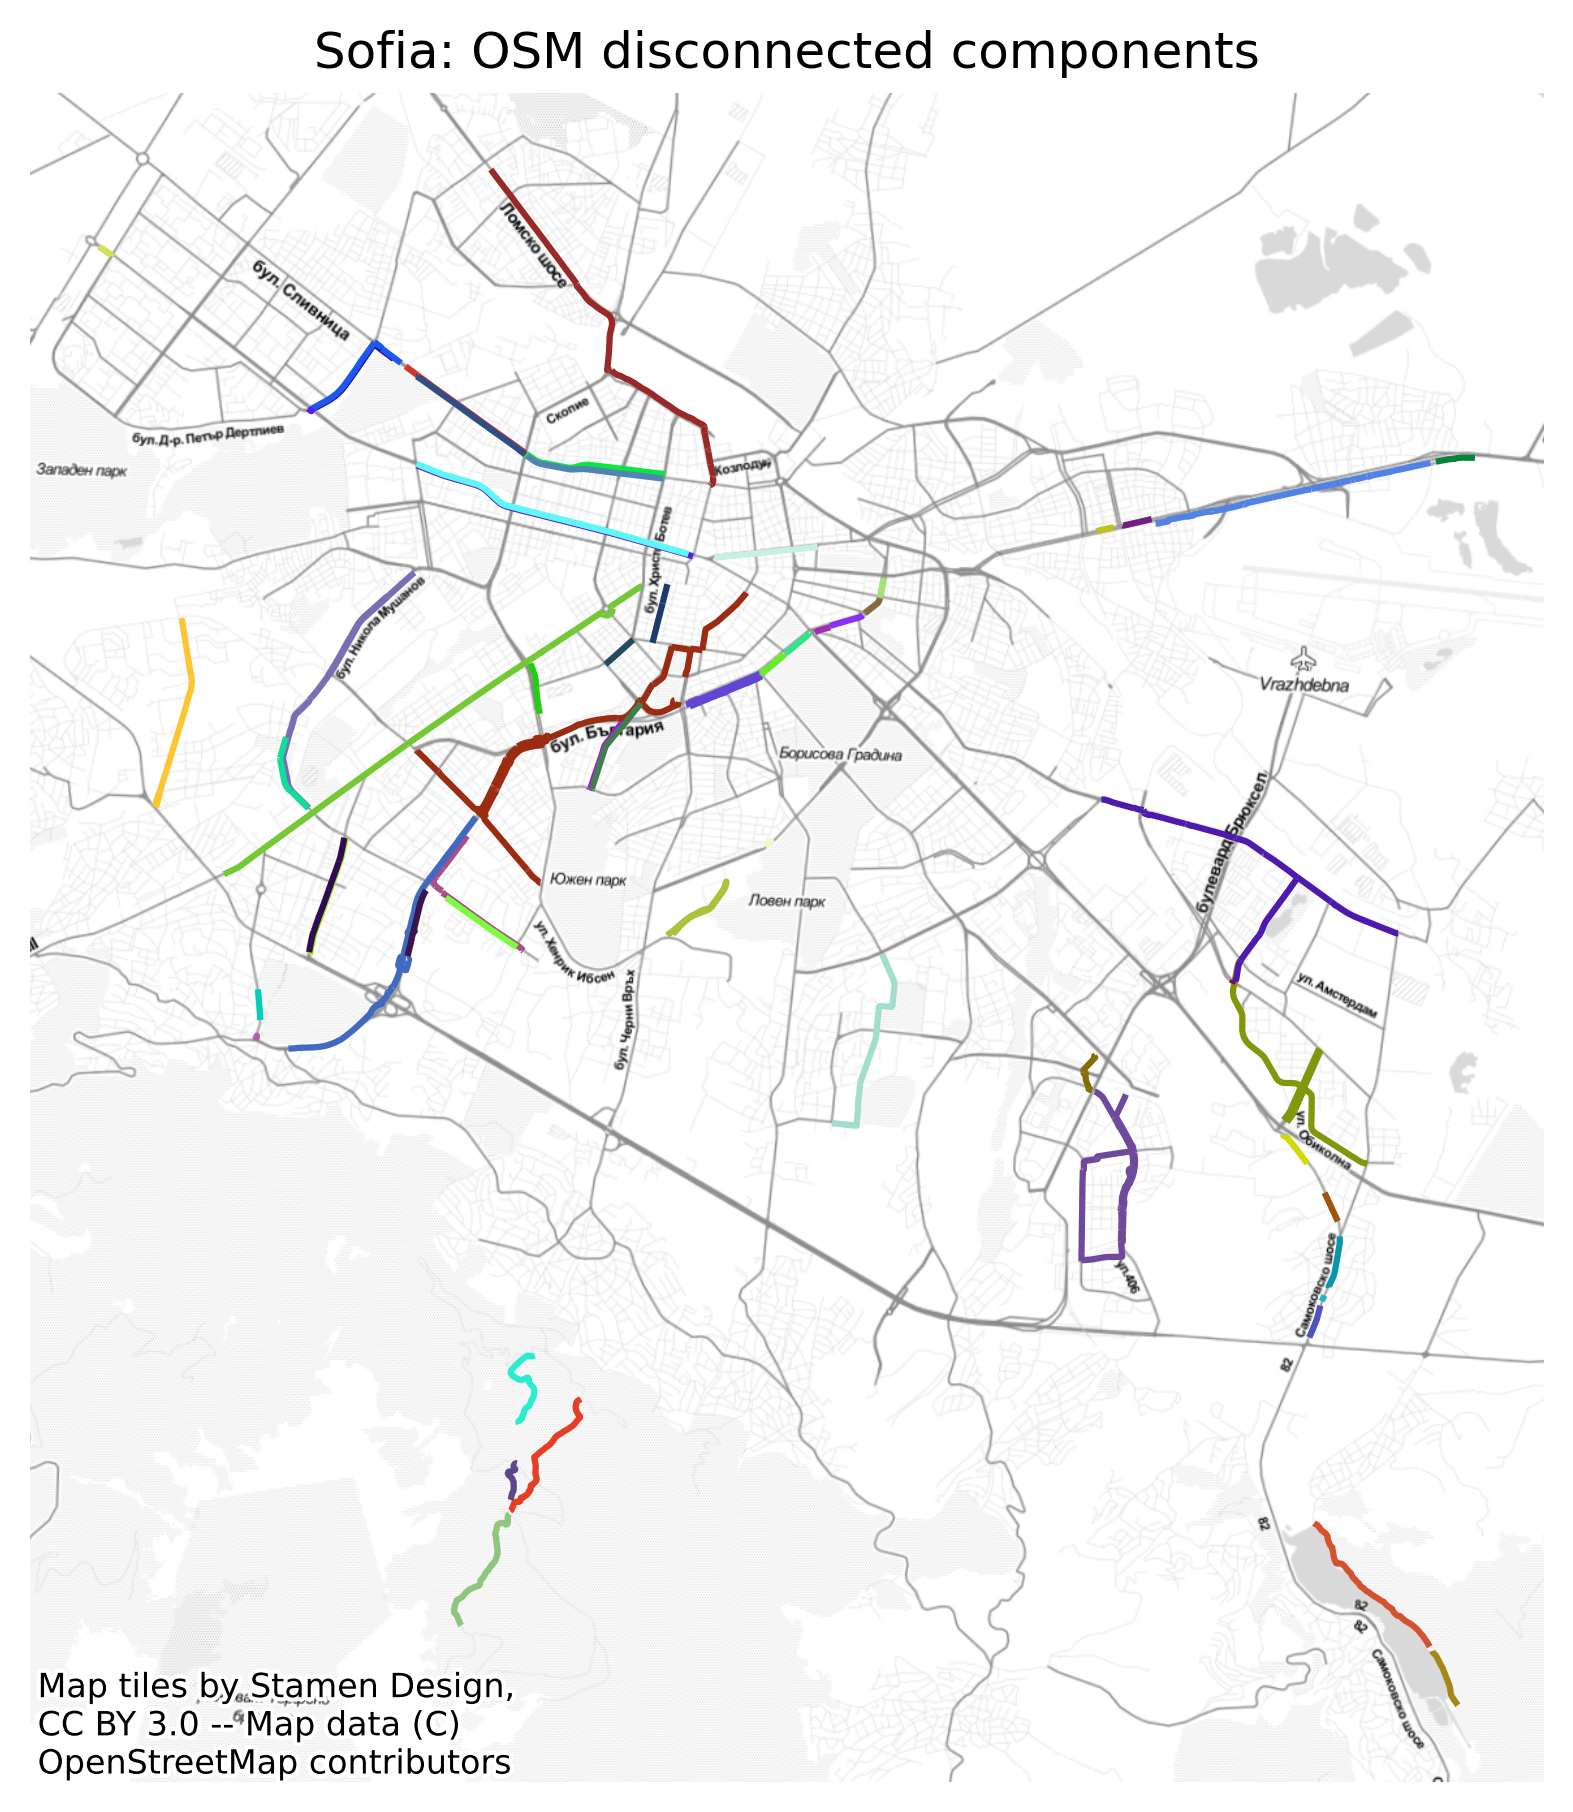 Sofia: OSM disconnected components
Ломско шосе
бул. Сливница
Скопие
бул. Д-р. Петър Дертлиев
Западен парк
Козлодуй
бул. Христо Ботев
бул. Никола Мушанов
Vrazhdebna
бул. България
Борисова Градина
булевард Брюксел
Южен парк
Ловен парк
ул. Хенрик Ибсен
бул. Черни Връх
ул. Амстердам
ул. Обиколна
ул.406
Самоковско шосе
82
82
82
82
Самоковско шосе
Map tiles by Stamen Design,
CC BY 3.0 -- Map data (C)
OpenStreetMap contributors